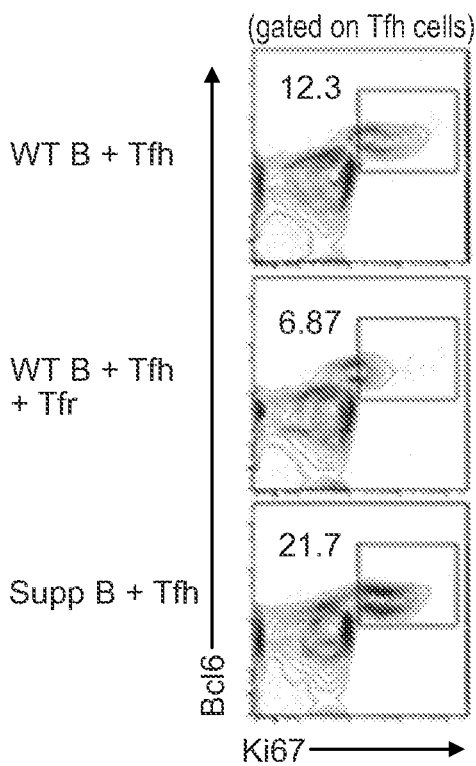 (gated on Tfh cells)
12.3
WT B + Tfh
6.87
WT B + Tfh
+ Tfr
21.7
Supp B + Tfh
Bcl6
Ki67